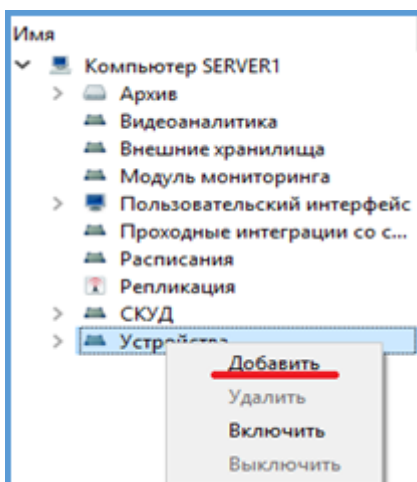 Имя
Компьютер SERVER1
Архив
Видеоаналитика
Внешние хранилища
Модуль мониторинга
Пользовательский интерфейс
Проходные интеграции со с...
Расписания
Репликация
СКУД
Устройства
Добавить
Удалить
Включить
Выключить